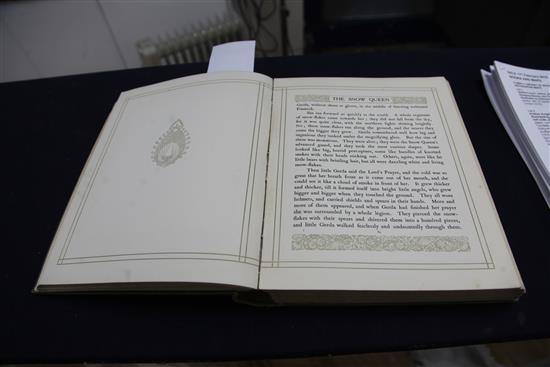 THE SNOW QUEEN
Gerda, without shoes or gloves, in the middle of freezing icebound
Finmark.
She ran forward as quickly as she could. A whole regiment
of snow-flakes came towards her; they did not fall from the sky,
for it was quite clear, with the northern lights shining brightly.
No; these snow-flakes ran along the ground, and the nearer they
came the bigger they grew. Gerda remembered well how big and
ingenious they looked under the magnifying glass. But the size of
these was monstrous. They were alive; they were the Snow Queen's
advanced guard, and they took the most curious shapes. Some
looked like big, horrid porcupines, some like bundles of knotted
snakes with their heads sticking out. Others, again, were like fat
little bears with bristling hair, but all were dazzling white and living
snow-flakes.
Then little Gerda said the Lord's Prayer, and the cold was so
great that her breath froze as it came out of her mouth, and she
could see it like a cloud of smoke in front of her. It grew thicker
and thicker, till it formed itself into bright little angels, who grew
bigger and bigger when they touched the ground. They all wore
helmets, and carried shields and spears in their hands. More and
more of them appeared, and when Gerda had finished her prayer
she was surrounded by a whole legion. They pierced the snow-
flakes with their spears and shivered them into a hundred pieces,
and little Gerda walked fearlessly and undauntedly through them.